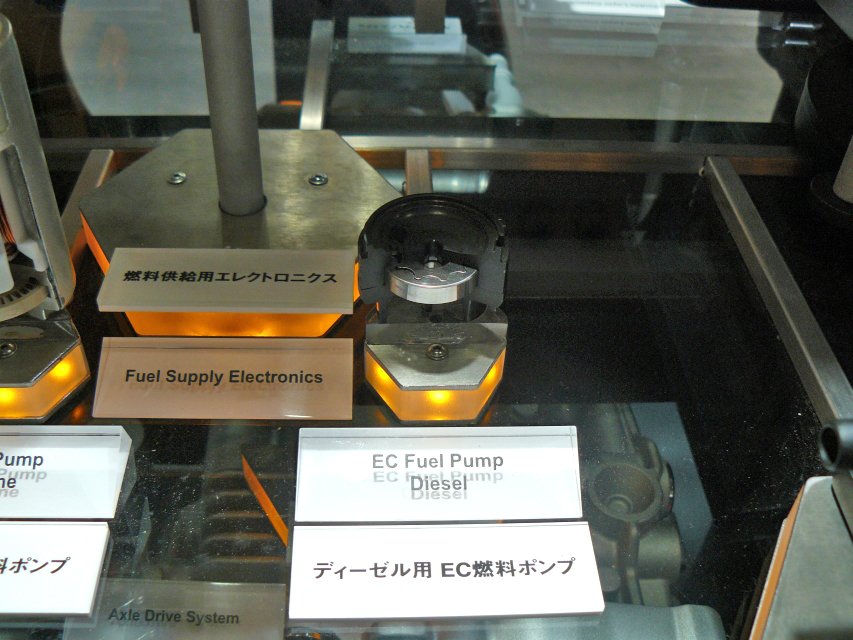 燃料供給用エレクトロニクス
Fuel Supply Electronics
Pump
ne
料ポンプ
EC Fuel Pump
Diesel
ディーゼル用 EC燃料ポンプ
Axle Drive System